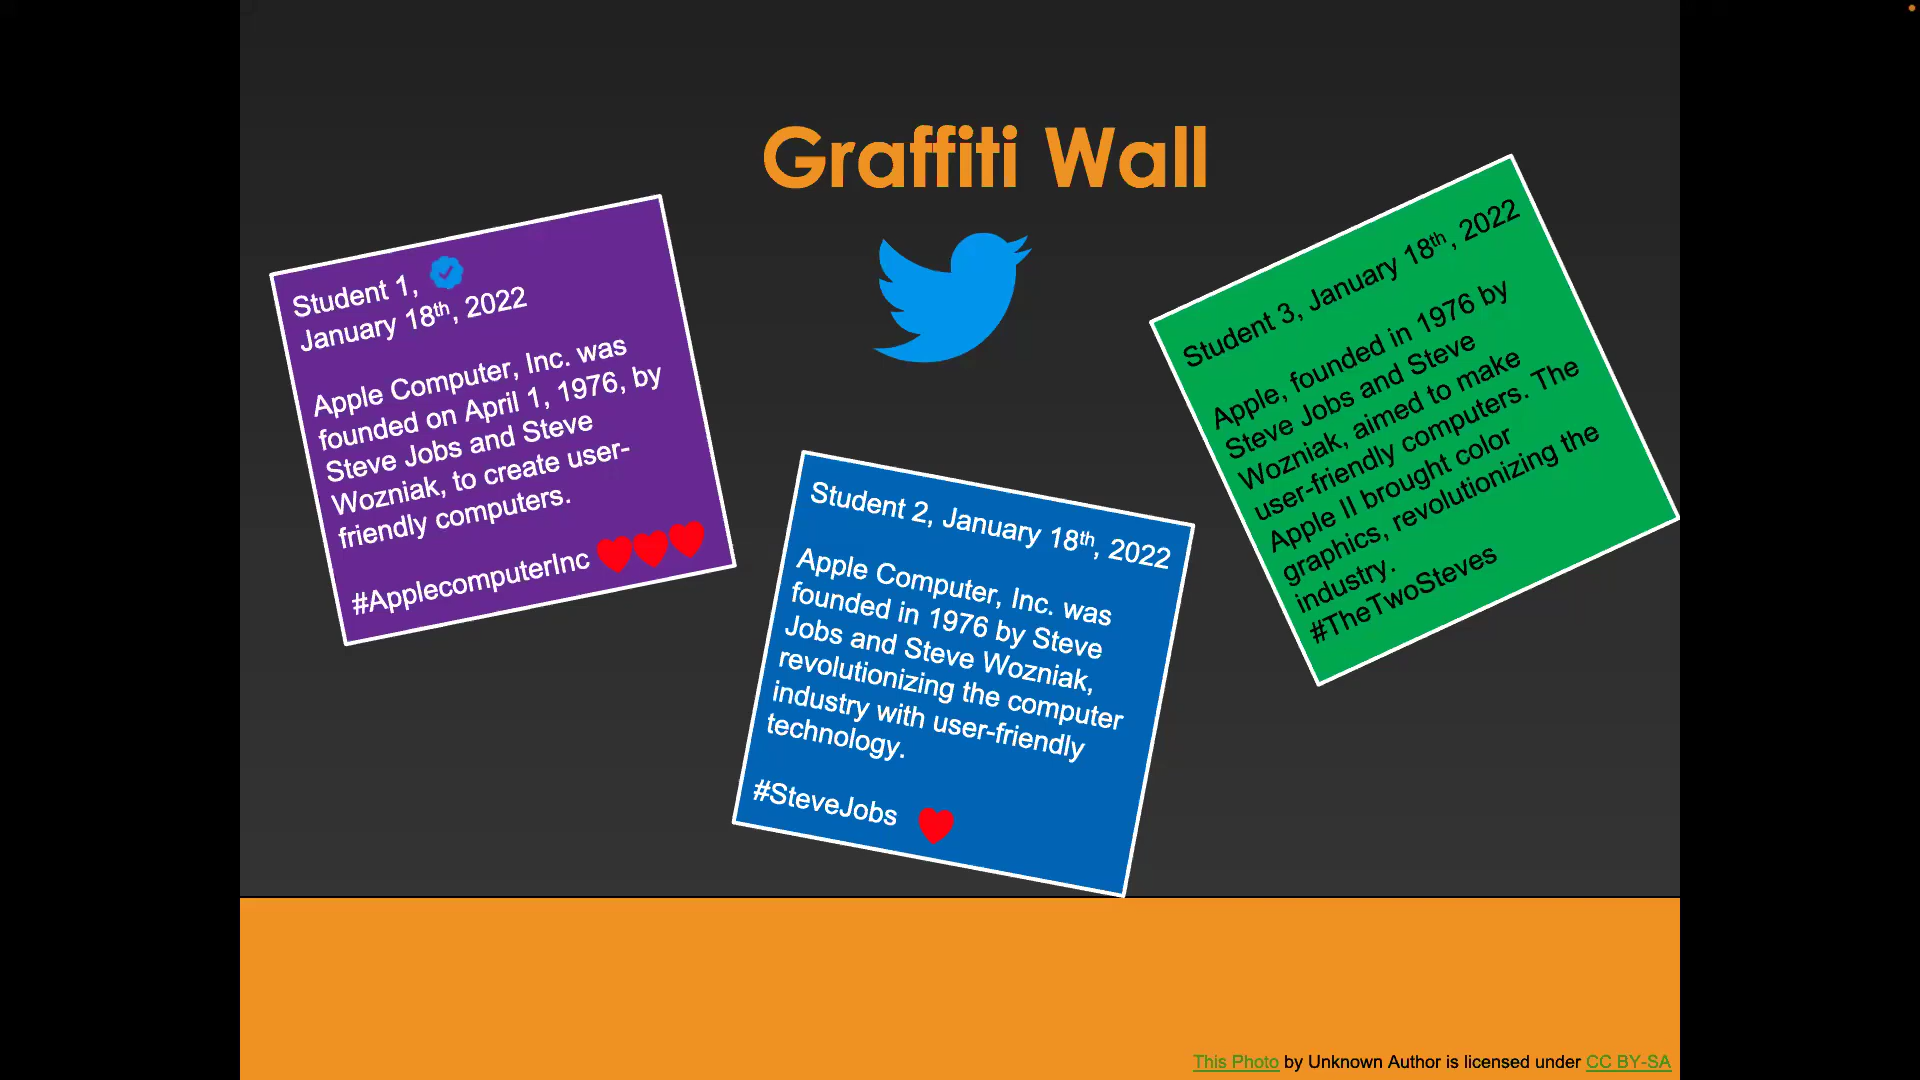 Graffiti Wall
Student 1,
January 18th, 2022
Apple Computer, Inc. was
founded on April 1, 1976, by
Steve Jobs and Steve
Wozniak, to create user-
friendly computers.
#ApplecomputerInc
Student 2, January 18th, 2022
Apple Computer, Inc. was
founded in 1976 by Steve
Jobs and Steve Wozniak,
revolutionizing the computer
industry with user-friendly
technology.
#SteveJobs
Student 3, January 18th, 2022
Apple, founded in 1976 by
Steve Jobs and Steve
Wozniak, aimed to make
user-friendly computers. The
Apple II brought color
graphics, revolutionizing the
industry.
#TheTwoSteves
This Photo by Unknown Author is licensed under CC BY-SA